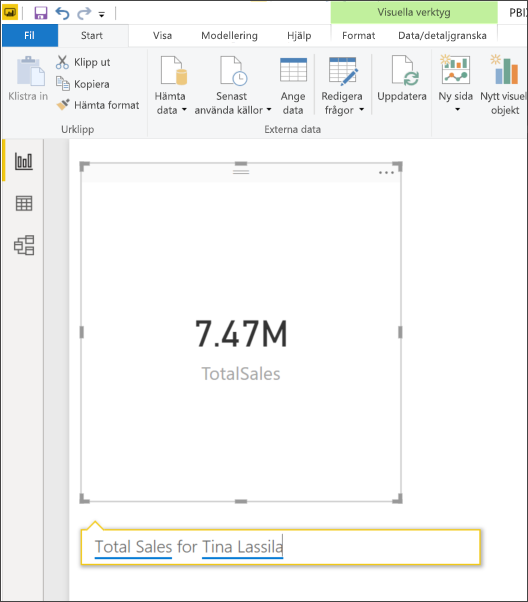 Visuella verktyg
PBIX
Fil Start Visa Modellering Hjälp Format Data/detaljgranska
Klistra in
Klipp ut
Kopiera
Hämta format
Hämta data
Senast använda källor
Ange data
Redigera frågor
Uppdatera
Ny sida
Nytt visuel objekt
Urklipp
Externa data
7.47M
TotalSales
Total Sales for Tina Lassila